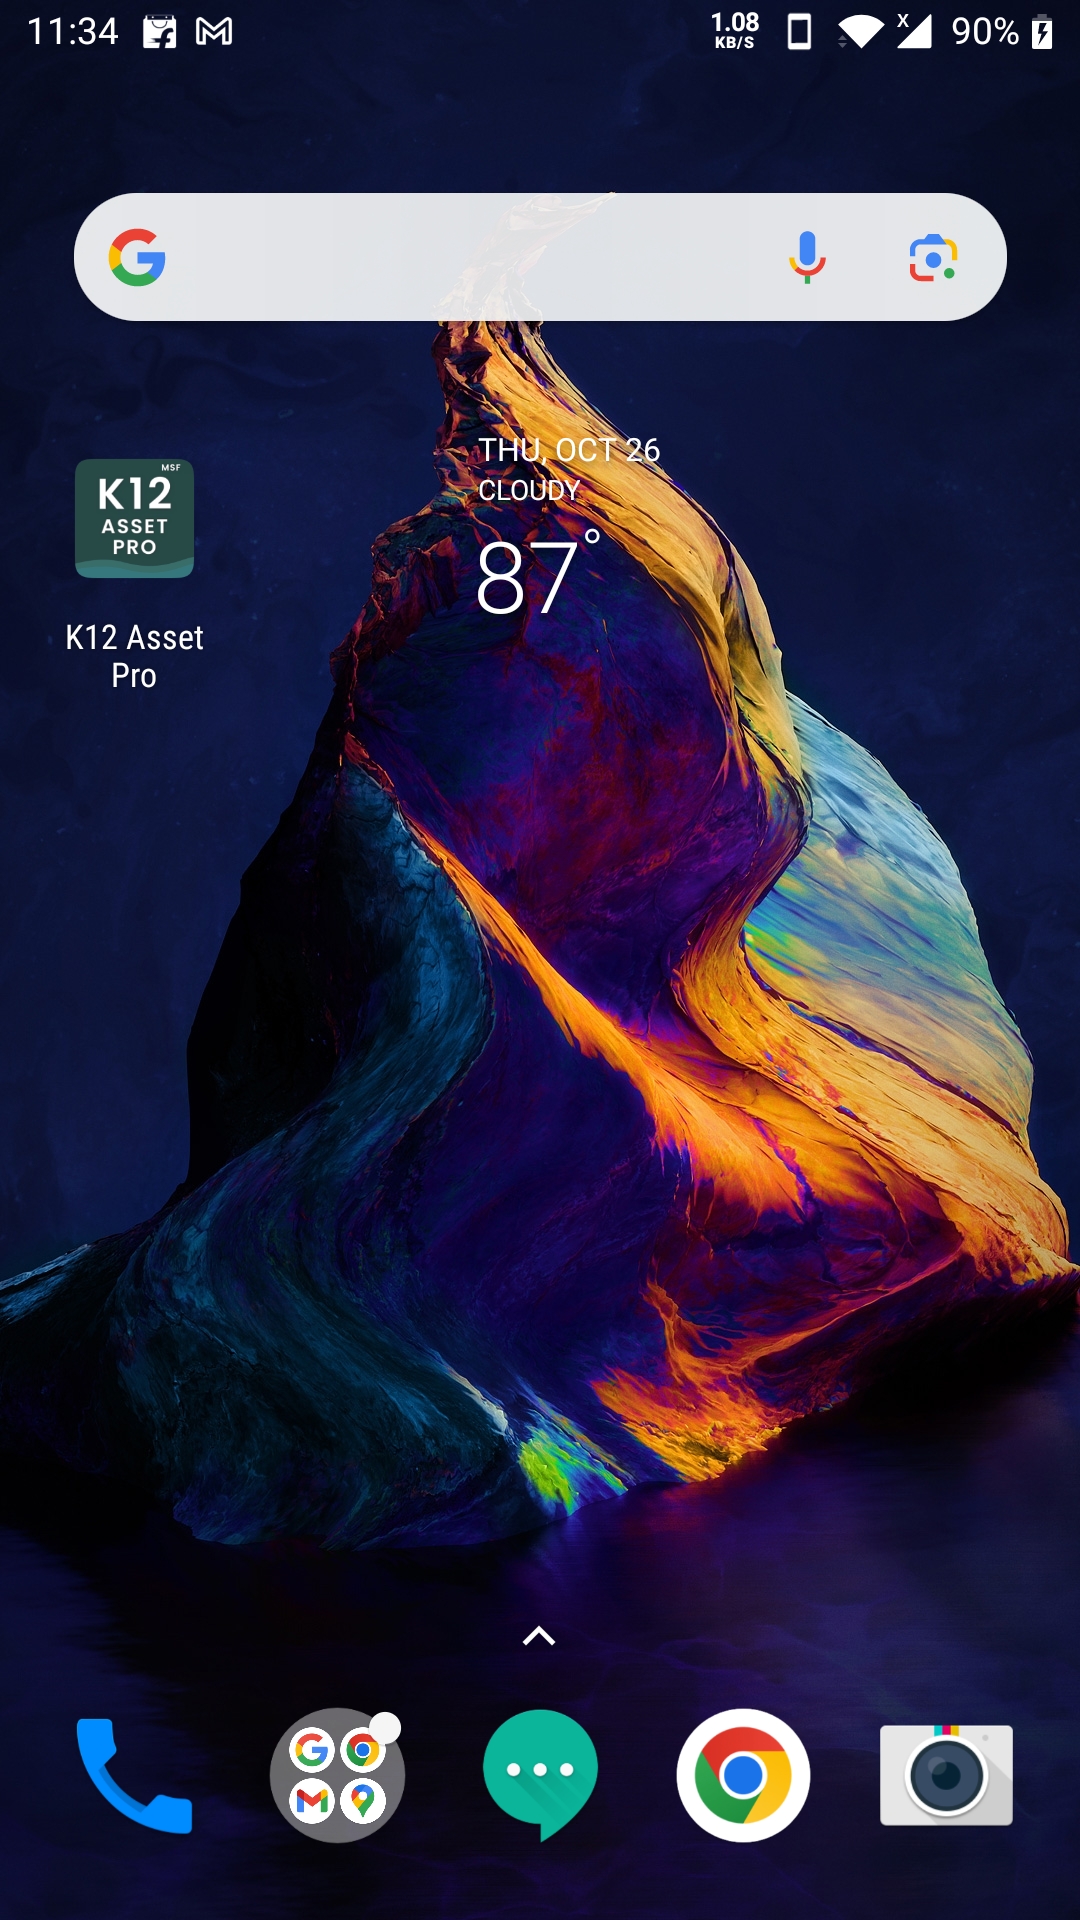 11:34
1.08
KB/S
X
90%
THU, OCT 26
CLOUDY
87°
MSF
K12
ASSET
PRO
K12 Asset
Pro